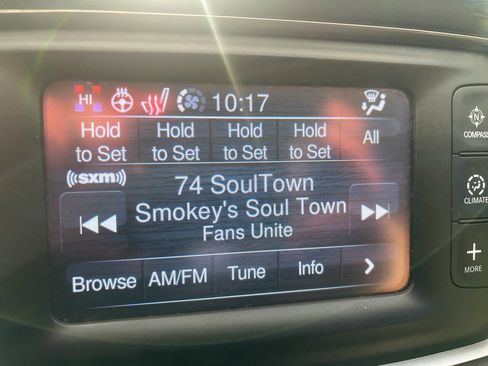 HI 10:17
Hold to Set Hold to Set Hold to Set Hold to Set All
((sxm))
74 SoulTown
Smokey's Soul Town
Fans Unite
Browse AM/FM Tune Info
N
COMPASS
CLIMATE
MORE